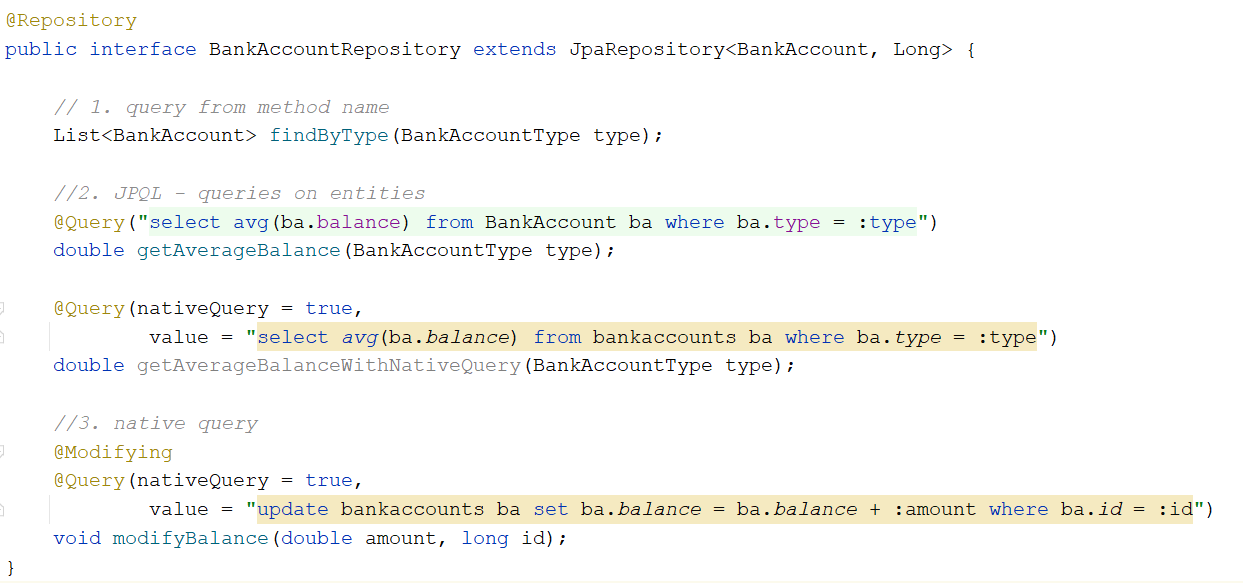 @Repository
public interface BankAccountRepository extends JpaRepository<BankAccount, Long> {
// 1. query from method name
List<BankAccount> findByType(BankAccountType type);
//2. JPQL - queries on entities
@Query("select avg(ba.balance) from BankAccount ba where ba.type = :type")
double getAverageBalance(BankAccountType type);
@Query(nativeQuery = true,
value = "select avg(ba.balance) from bankaccounts ba where ba.type = :type")
double getAverageBalanceWithNativeQuery(BankAccountType type);
//3. native query
@Modifying
@Query(nativeQuery = true,
value = "update bankaccounts ba set ba.balance = ba.balance + :amount where ba.id = :id")
void modifyBalance(double amount, long id);
}